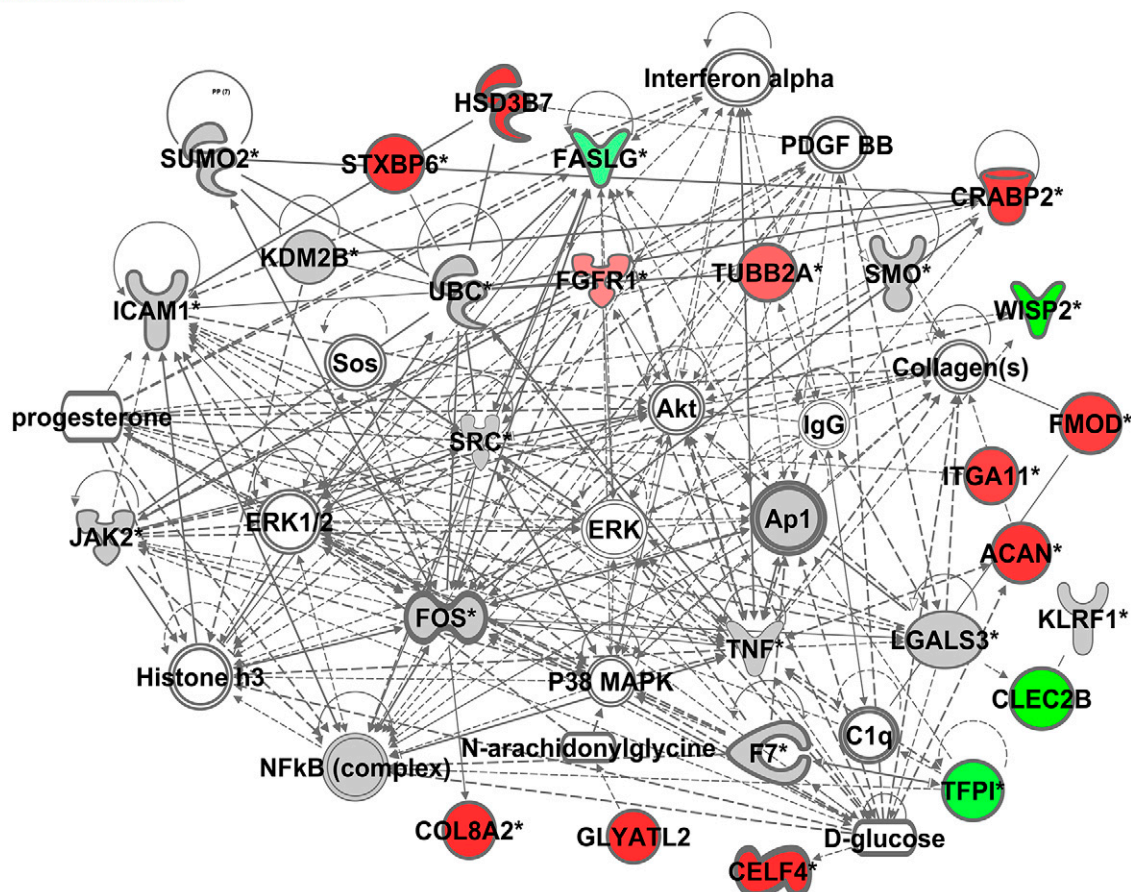 Interferon alpha
PP (7)
HSD3B7
SUMO2*
STXBP6*
FASLG*
PDGF BB
CRABP2*
KDM2B*
UBC*
FGFR1*
TUBB2A*
SMO*
ICAM1*
WISP2*
Sos
Collagen(s)
progesterone
Akt
IgG
FMOD*
SRC*
ITGA11*
JAK2*
ERK1/2
ERK
Ap1
ACAN*
FOS*
KLRF1*
TNF*
LGALS3*
Histone h3
P38 MAPK
CLEC2B
N-arachidonylglycine
F7*
C1q
NFkB (complex)
TFPI*
COL8A2*
GLYATL2
D-glucose
CELF4*